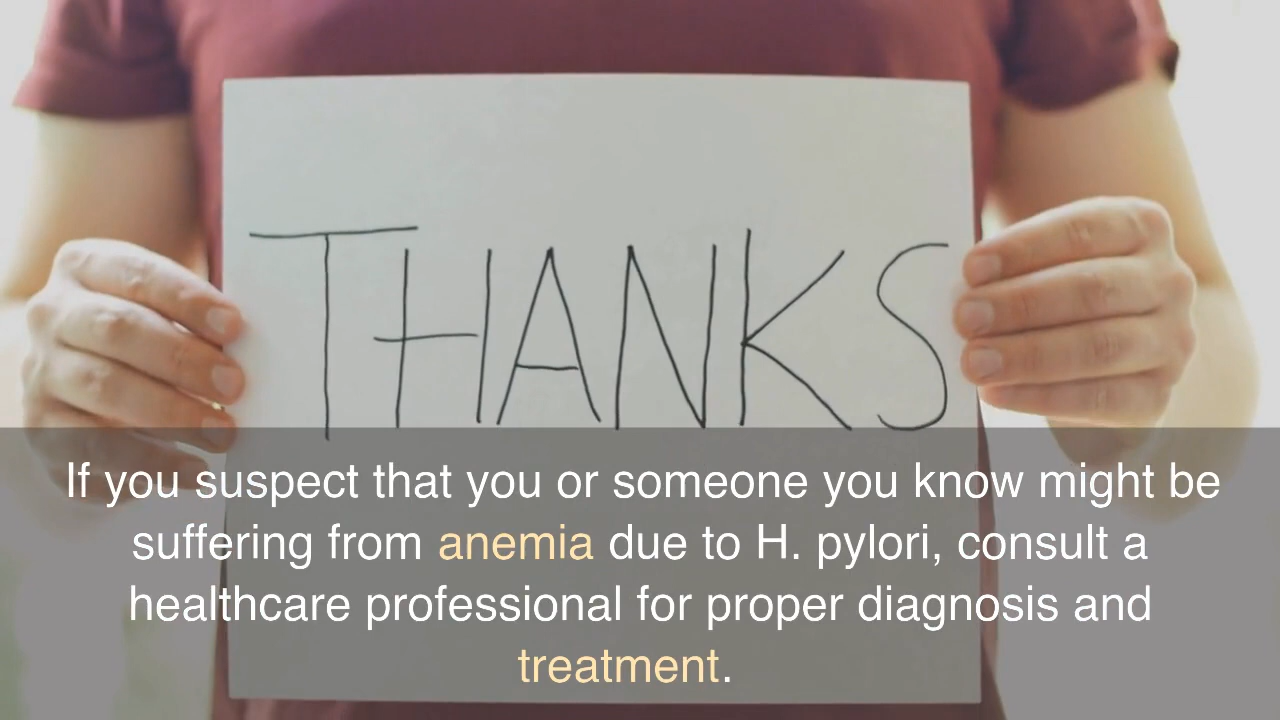 THANKS
If you suspect that you or someone you know might be
suffering from anemia due to H. pylori, consult a
healthcare professional for proper diagnosis and
treatment.